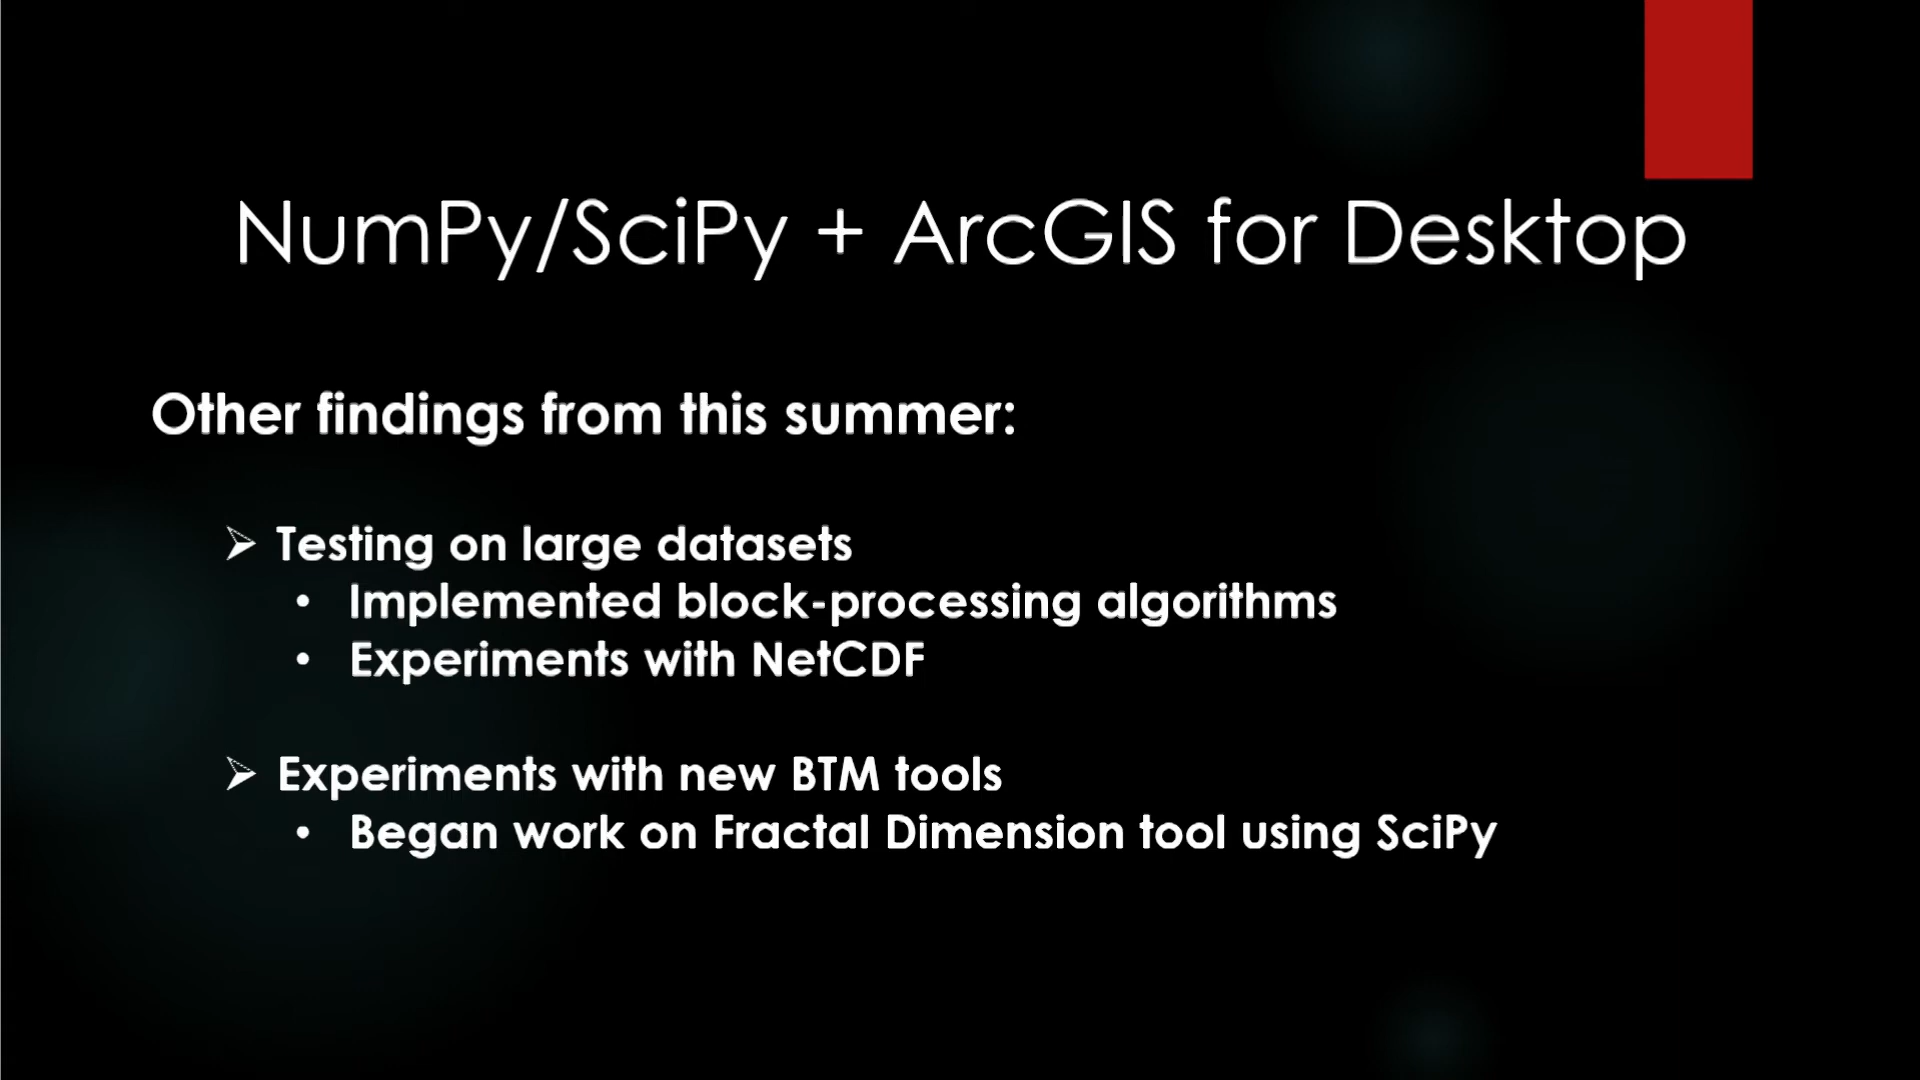 NumPy/SciPy + ArcGIS for Desktop
Other findings from this summer:
➢ Testing on large datasets
• Implemented block-processing algorithms
• Experiments with NetCDF
➢ Experiments with new BTM tools
• Began work on Fractal Dimension tool using SciPy